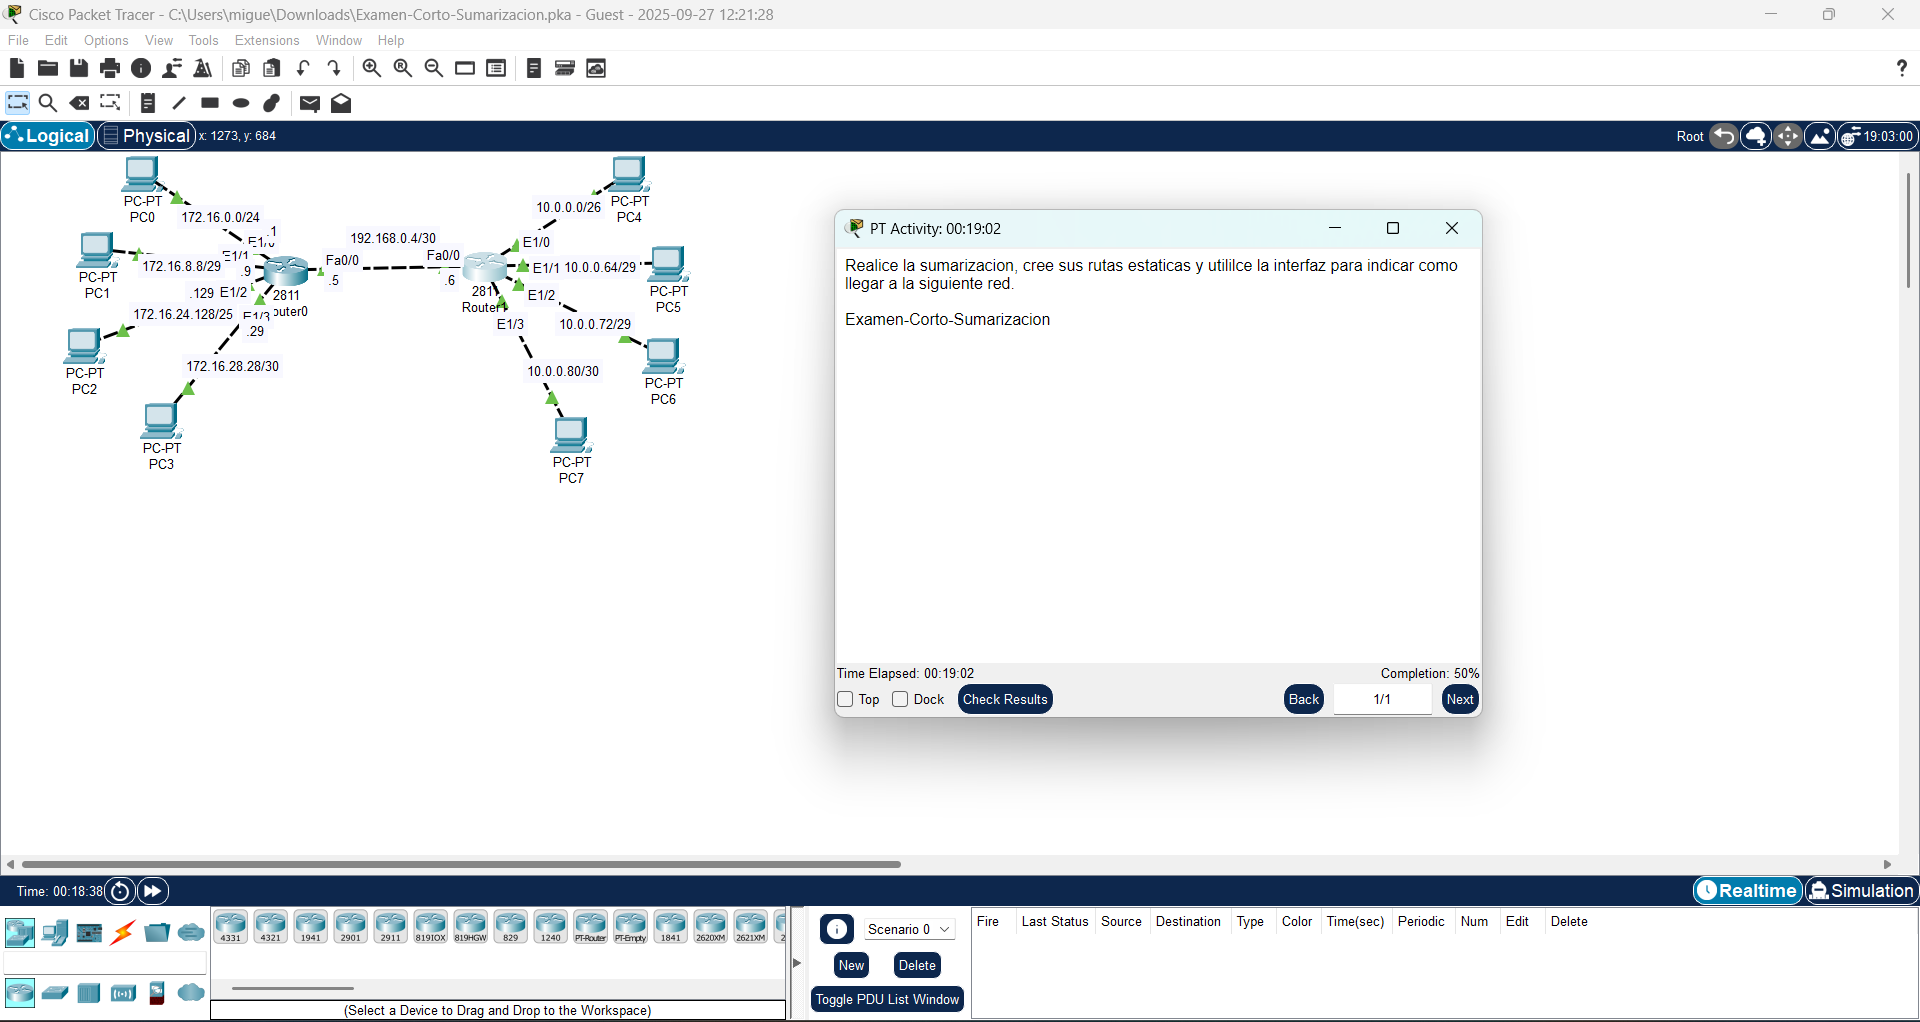 Cisco Packet Tracer - C:\Users\migue\Downloads\Examen-Corto-Sumarizacion.pka - Guest - 2025-09-27 12:21:28
File Edit Options View Tools Extensions Window Help
?
Logical Physical x: 1273, y: 684 Root 19:03:00
PC-PT
PC0
172.16.0.0/24
.1
E1/0
PC-PT
PC1
172.16.8.8/29
E1/1
.9
.129 E1/2
2811
Router0
172.16.24.128/25
E1/3
.29
PC-PT
PC2
172.16.28.28/30
PC-PT
PC3
192.168.0.4/30
Fa0/0
.5
Fa0/0
.6
2811
Router1
10.0.0.0/26
PC-PT
PC4
E1/0
E1/1 10.0.0.64/29
PC-PT
PC5
E1/2
E1/3
10.0.0.72/29
PC-PT
PC6
10.0.0.80/30
PC-PT
PC7
PT Activity: 00:19:02
Realice la sumarizacion, cree sus rutas estaticas y utililce la interfaz para indicar como
llegar a la siguiente red.
Examen-Corto-Sumarizacion
Time Elapsed: 00:19:02 Completion: 50%
Top Dock Check Results Back 1/1 Next
Time: 00:18:38 Realtime Simulation
4331 4321 1941 2901 2911 819IOX 819HGW 829 1240 PT-Router PT-Empty 1841 2620XM 2621XM 2
(Select a Device to Drag and Drop to the Workspace)
Scenario 0
New Delete
Toggle PDU List Window
Fire Last Status Source Destination Type Color Time(sec) Periodic Num Edit Delete